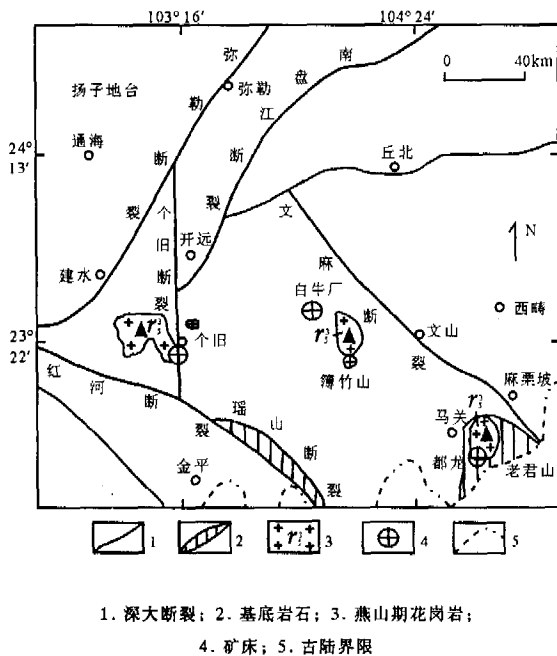 103°16′ 104°24′
0 40km
扬子地台
弥勒断裂
弥勒
南盘江断裂
通海
24°13′
丘北
个旧断裂
开远
文麻断裂
N
建水
白牛厂
西畴
个旧
文山
23°22′
薄竹山
麻栗坡
红河断裂
瑶山断裂
马关
金平
都龙
老君山
1 2 3 4 5
1. 深大断裂; 2. 基底岩石; 3. 燕山期花岗岩;
4. 矿床; 5. 古陆界限